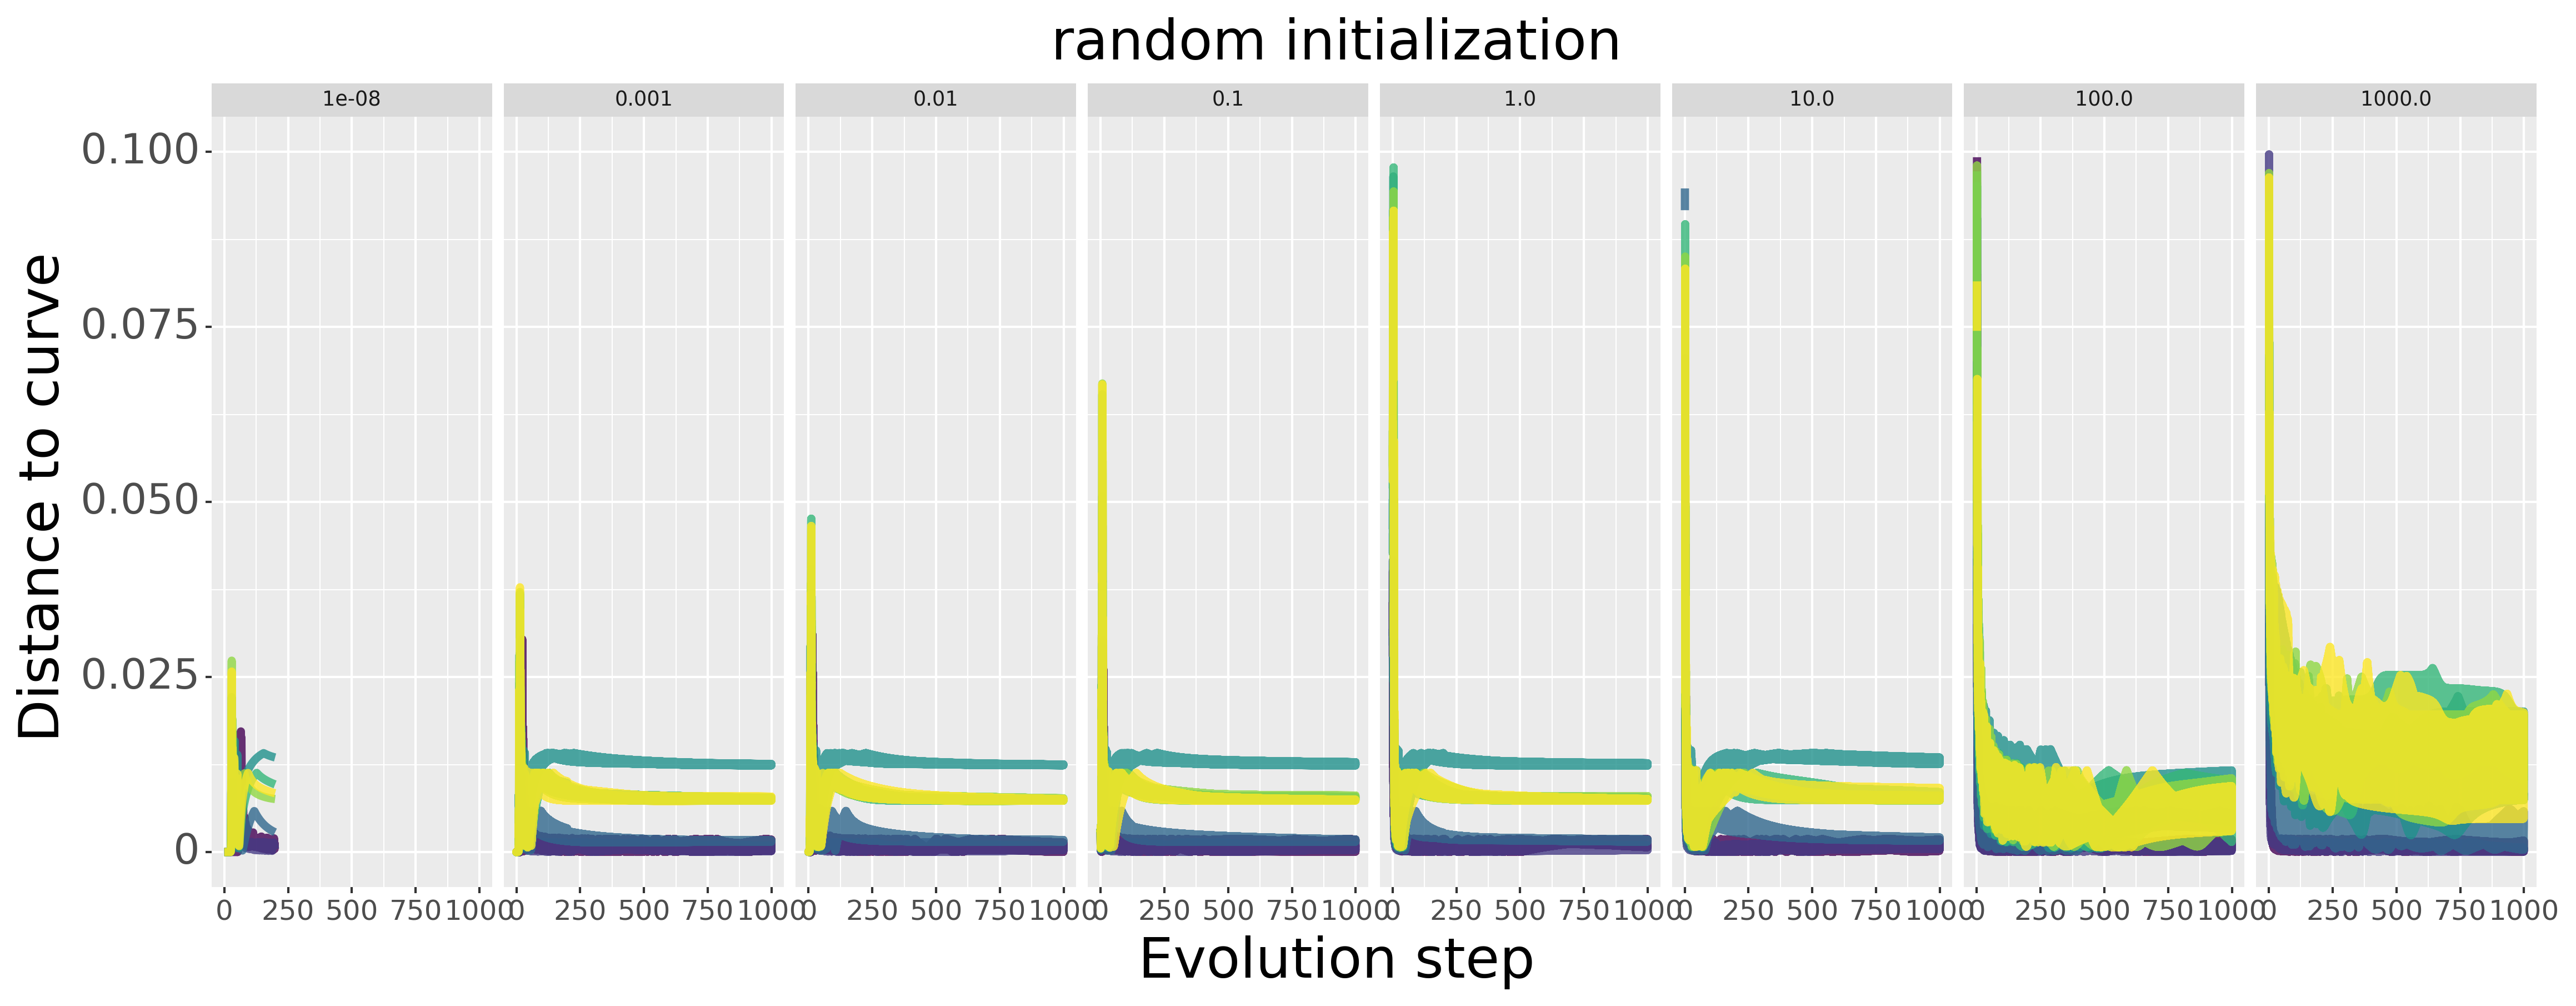 random initialization
1e-08 0.001 0.01 0.1 1.0 10.0 100.0 1000.0
0.100
0.075
0.050
0.025
0
Distance to curve
0 250 500 750 1000 0 250 500 750 1000 0 250 500 750 1000 0 250 500 750 1000 0 250 500 750 1000 0 250 500 750 1000 0 250 500 750 1000 0 250 500 750 1000
Evolution step